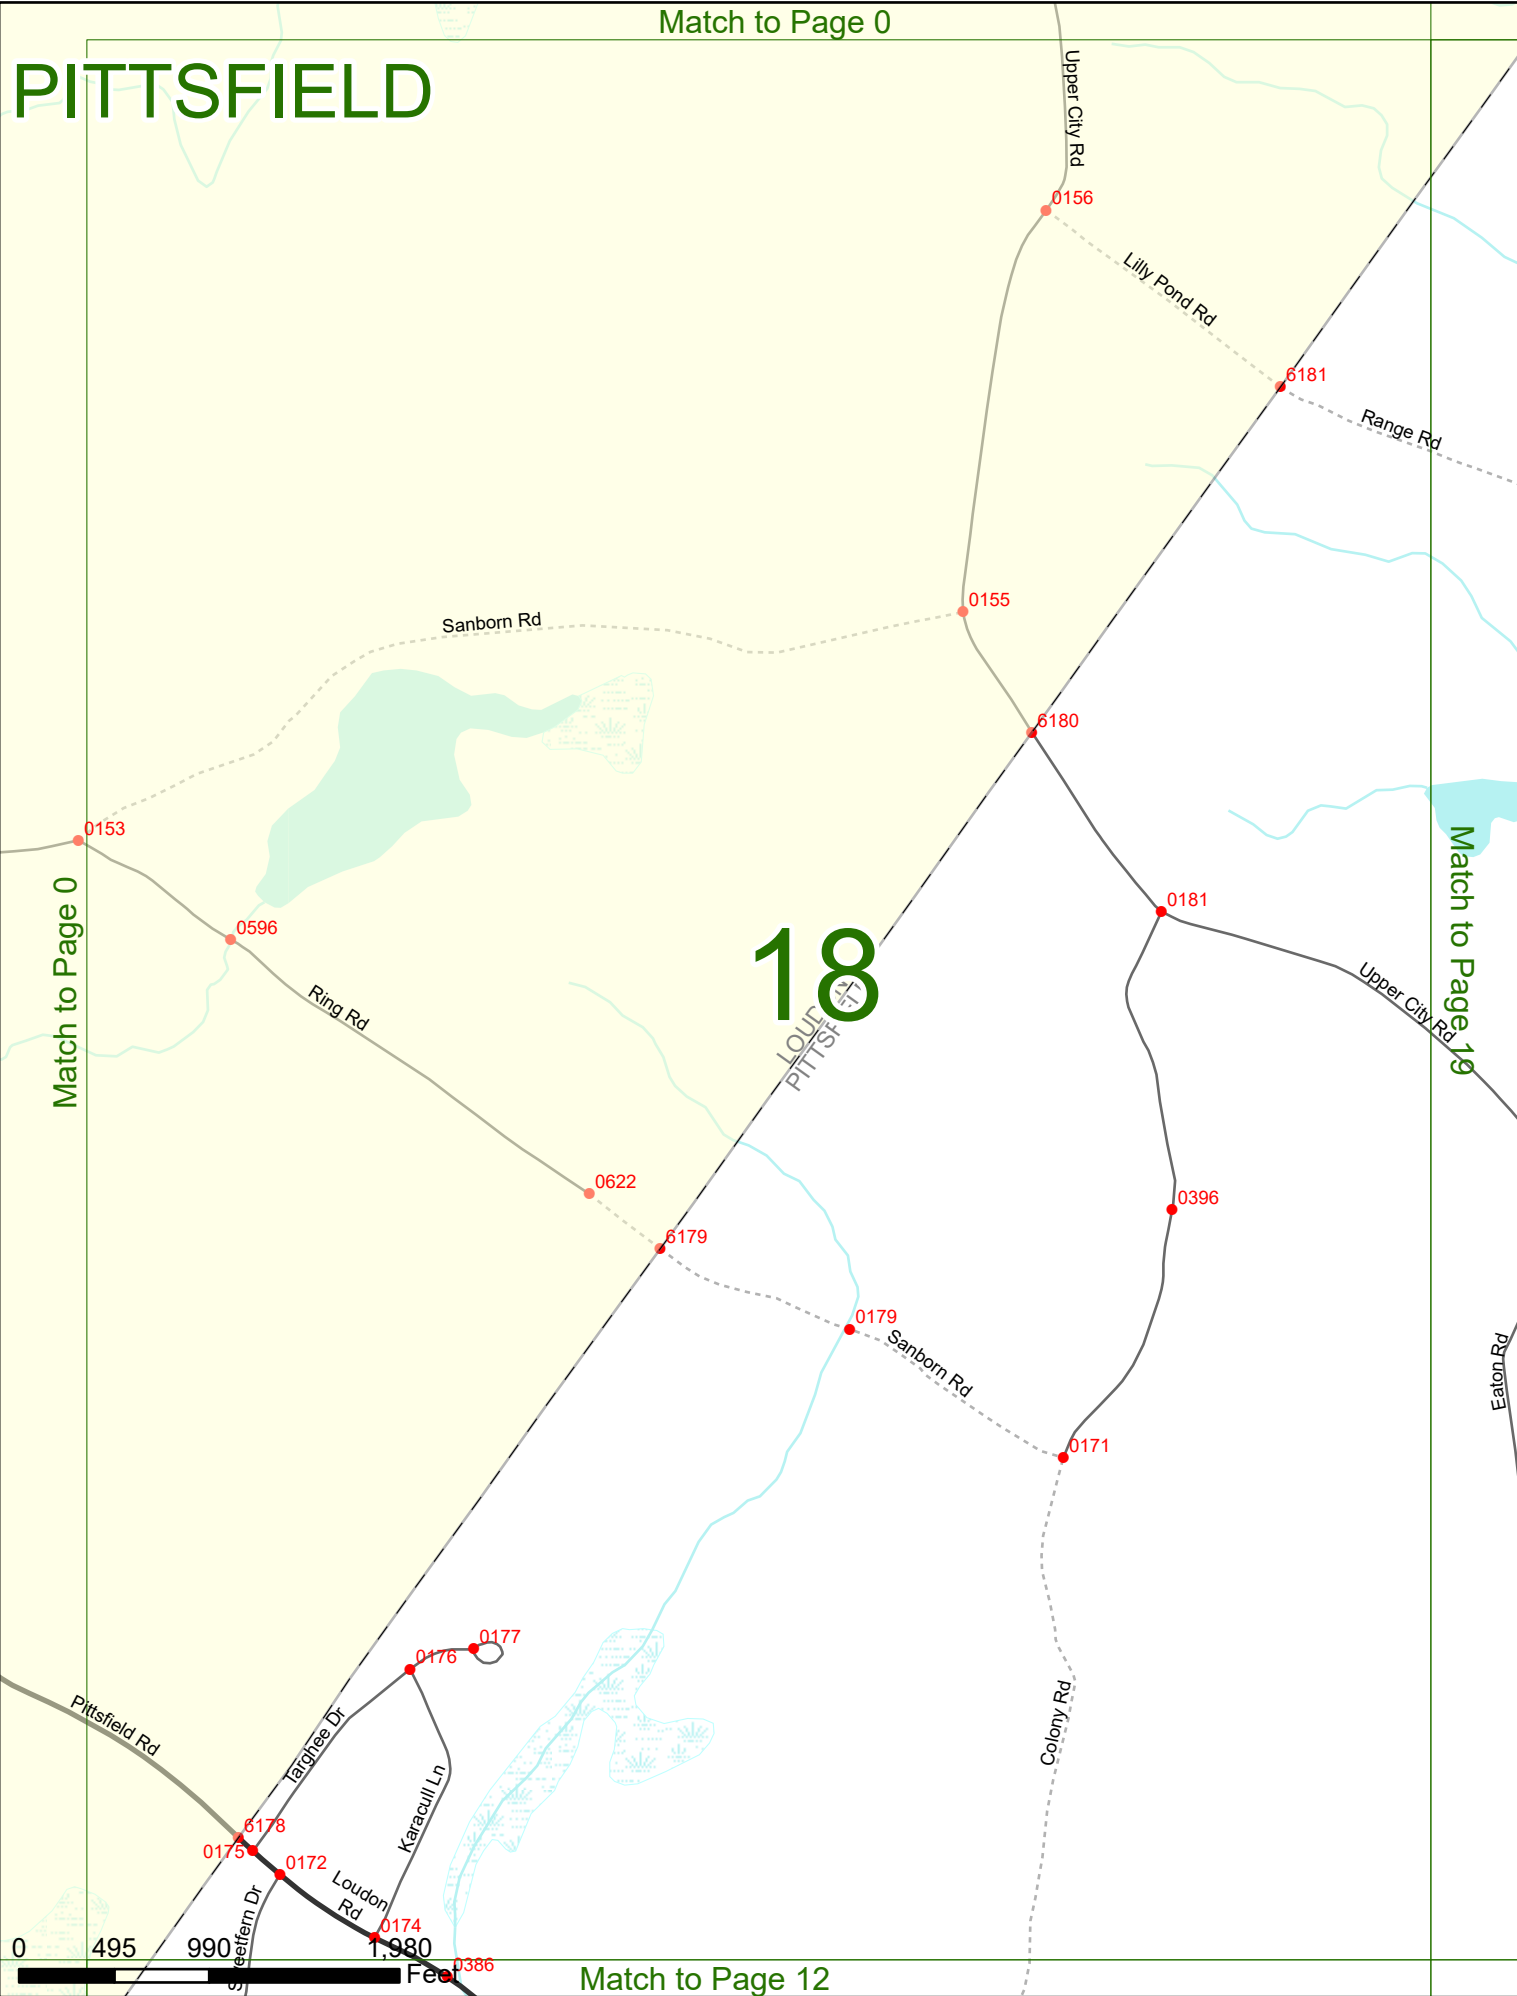 Match to Page 0
PITTSFIELD
Upper City Rd
0156
Lilly Pond Rd
6181
Range Rd
0155
Sanborn Rd
6180
0153
Match to Page 0
0596
Ring Rd
18
0181
Match to Page 19
Upper City Rd
PITTSF
0622
0396
6179
0179
Sanborn Rd
Eaton Rd
0171
0177
0176
Colony Rd
Pittsfield Rd
Targhee Dr
Karacull Ln
6178
0175
0172
Loudon
Rd
Sweetfern Dr
0174
0 495 990 1,980
Feet
0386
Match to Page 12